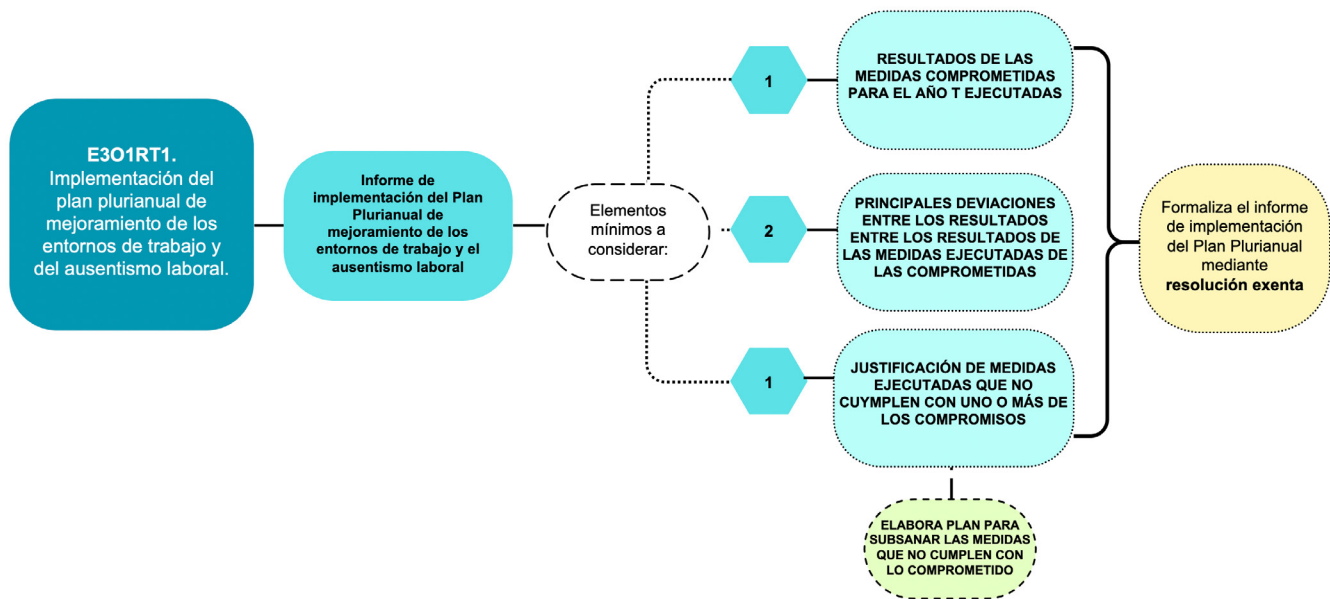 E3O1RT1.
Implementación del
plan plurianual de
mejoramiento de los
entornos de trabajo y
del ausentismo laboral.
Informe de
implementación del Plan
Plurianual de
mejoramiento de los
entornos de trabajo y el
ausentismo laboral
Elementos
mínimos a
considerar:
1
RESULTADOS DE LAS
MEDIDAS COMPROMETIDAS
PARA EL AÑO T EJECUTADAS
2
PRINCIPALES DEVIACIONES
ENTRE LOS RESULTADOS
ENTRE LOS RESULTADOS DE
LAS MEDIDAS EJECUTADAS DE
LAS COMPROMETIDAS
1
JUSTIFICACIÓN DE MEDIDAS
EJECUTADAS QUE NO
CUYMPLEN CON UNO O MÁS DE
LOS COMPROMISOS
ELABORA PLAN PARA
SUBSANAR LAS MEDIDAS
QUE NO CUMPLEN CON
LO COMPROMETIDO
Formaliza el informe
de implementación
del Plan Plurianual
mediante
resolución exenta